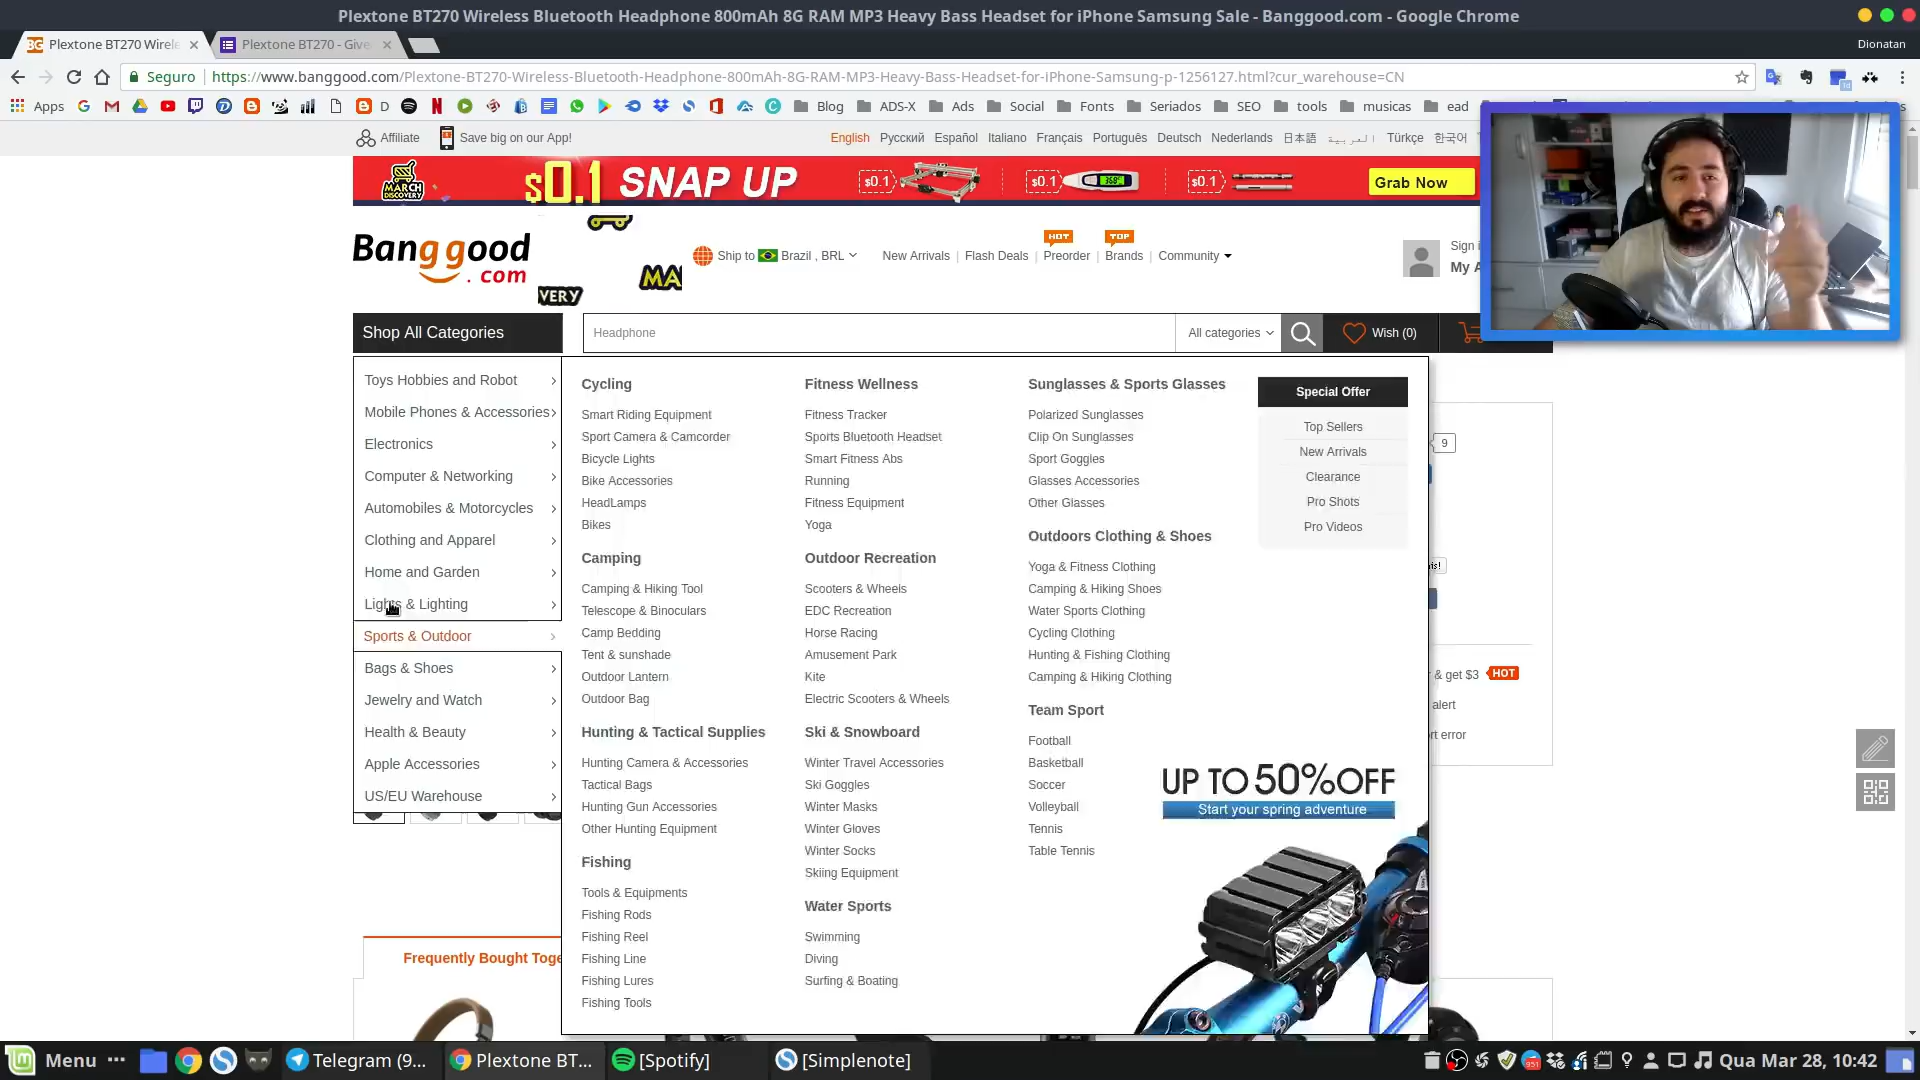 Plextone BT270 Wireless Bluetooth Headphone 800mAh 8G RAM MP3 Heavy Bass Headset for iPhone Samsung Sale - Banggood.com - Google Chrome
Plextone BT270 Wirele
Plextone BT270 - Give
Dionatan
Seguro
https://www.banggood.com/Plextone-BT270-Wireless-Bluetooth-Headphone-800mAh-8G-RAM-MP3-Heavy-Bass-Headset-for-iPhone-Samsung-p-1256127.html?cur_warehouse=CN
Apps D Blog ADS-X Ads Social Fonts Seriados SEO tools musicas ead
Affiliate Save big on our App! English Русский Español Italiano Français Português Deutsch Nederlands 日本語 العربية Türkçe 한국어
MARCH DISCOVERY $0.1 SNAP UP $0.1 $0.1 $0.1 Grab Now
Banggood.com
VERY
MA
Ship to Brazil , BRL New Arrivals | Flash Deals | HOT Preorder | TOP Brands | Community
Sign i
My A
Shop All Categories Headphone All categories Wish (0)
Toys Hobbies and Robot
Mobile Phones & Accessories
Electronics
Computer & Networking
Automobiles & Motorcycles
Clothing and Apparel
Home and Garden
Lights & Lighting
Sports & Outdoor
Bags & Shoes
Jewelry and Watch
Health & Beauty
Apple Accessories
US/EU Warehouse
Cycling
Smart Riding Equipment
Sport Camera & Camcorder
Bicycle Lights
Bike Accessories
HeadLamps
Bikes
Camping
Camping & Hiking Tool
Telescope & Binoculars
Camp Bedding
Tent & sunshade
Outdoor Lantern
Outdoor Bag
Hunting & Tactical Supplies
Hunting Camera & Accessories
Tactical Bags
Hunting Gun Accessories
Other Hunting Equipment
Fishing
Tools & Equipments
Fishing Rods
Fishing Reel
Fishing Line
Fishing Lures
Fishing Tools
Fitness Wellness
Fitness Tracker
Sports Bluetooth Headset
Smart Fitness Abs
Running
Fitness Equipment
Yoga
Outdoor Recreation
Scooters & Wheels
EDC Recreation
Horse Racing
Amusement Park
Kite
Electric Scooters & Wheels
Ski & Snowboard
Winter Travel Accessories
Ski Goggles
Winter Masks
Winter Gloves
Winter Socks
Skiing Equipment
Water Sports
Swimming
Diving
Surfing & Boating
Sunglasses & Sports Glasses
Polarized Sunglasses
Clip On Sunglasses
Sport Goggles
Glasses Accessories
Other Glasses
Outdoors Clothing & Shoes
Yoga & Fitness Clothing
Camping & Hiking Shoes
Water Sports Clothing
Cycling Clothing
Hunting & Fishing Clothing
Camping & Hiking Clothing
Team Sport
Football
Basketball
Soccer
Volleyball
Tennis
Table Tennis
Special Offer
Top Sellers
New Arrivals
Clearance
Pro Shots
Pro Videos
UP TO 50%OFF
Start your spring adventure
9
is!
& get $3 HOT
alert
rt error
Frequently Bought Toge
Menu Telegram (9... Plextone BT... [Spotify] [Simplenote] Qua Mar 28, 10:42